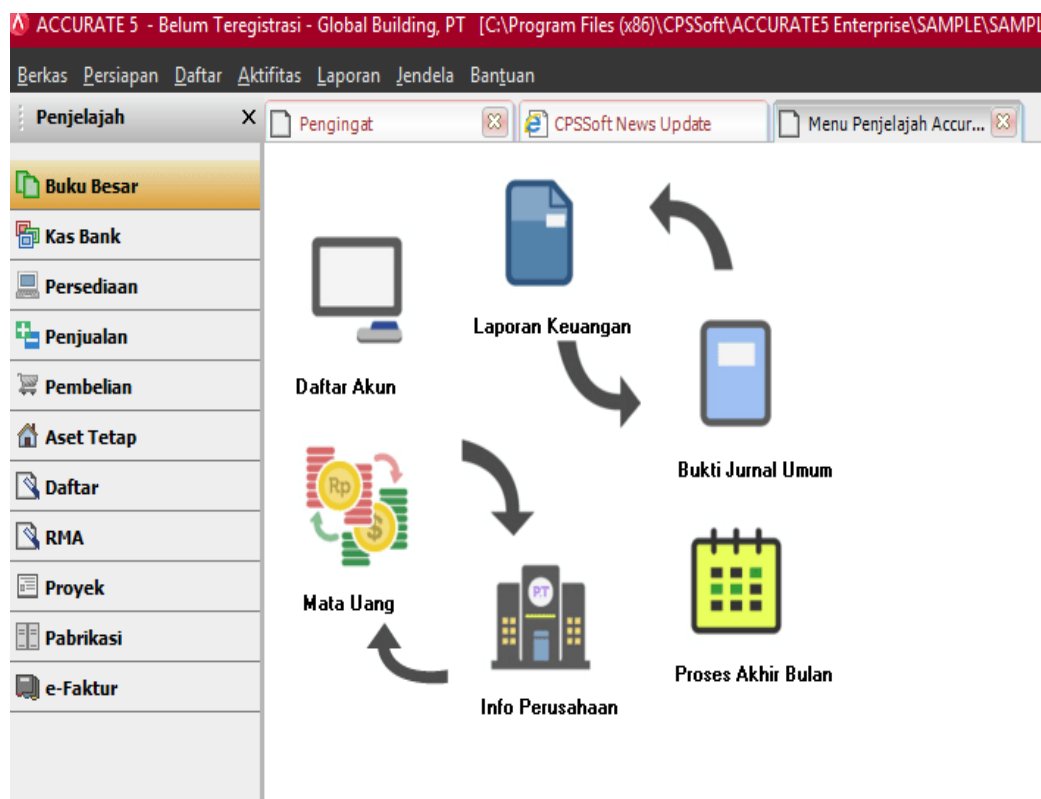 ACCURATE 5 - Belum Teregistrasi - Global Building, PT [C:\Program Files (x86)\CPSSoft\ACCURATE5 Enterprise\SAMPLE\SAMPL
Berkas Persiapan Daftar Aktifitas Laporan Jendela Bantuan
Penjelajah X Pengingat CPSSoft News Update Menu Penjelajah Accur...
Buku Besar
Kas Bank
Persediaan
Penjualan
Pembelian
Aset Tetap
Daftar
RMA
Proyek
Pabrikasi
e-Faktur
Laporan Keuangan
Daftar Akun
Bukti Jurnal Umum
Rp
$
Mata Uang
P.T
Info Perusahaan
Proses Akhir Bulan